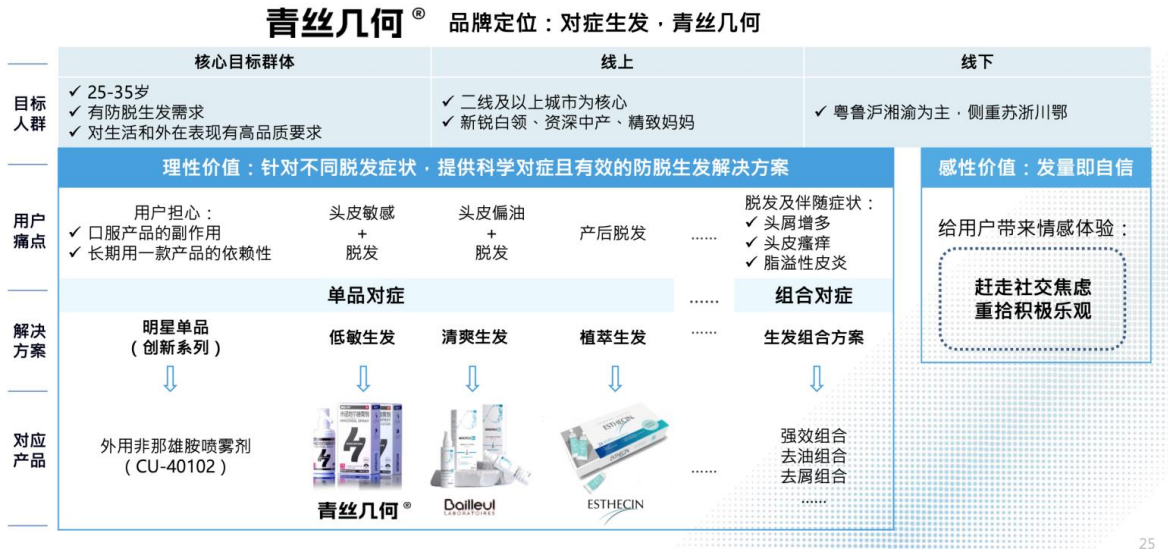 青丝几何® 品牌定位：对症生发，青丝几何
核心目标群体
线上
线下
目标
人群
✓ 25-35岁
✓ 有防脱生发需求
✓ 对生活和外在表现有高品质要求
✓ 二线及以上城市为核心
✓ 新锐白领、资深中产、精致妈妈
✓ 粤鲁沪湘渝为主，侧重苏浙川鄂
理性价值：针对不同脱发症状，提供科学对症且有效的防脱生发解决方案
感性价值：发量即自信
用户
痛点
用户担心：
✓ 口服产品的副作用
✓ 长期用一款产品的依赖性
头皮敏感
+
脱发
头皮偏油
+
脱发
产后脱发
......
脱发及伴随症状：
✓ 头屑增多
✓ 头皮瘙痒
✓ 脂溢性皮炎
给用户带来情感体验：
赶走社交焦虑
重拾积极乐观
单品对症
......
组合对症
解决
方案
明星单品
（创新系列）
低敏生发
清爽生发
植萃生发
......
生发组合方案
对应
产品
外用非那雄胺喷雾剂
（CU-40102）
青丝几何®
Bailleul
LABORATOIRES
ESTHECIN
ESTHECIN
......
强效组合
去油组合
去屑组合
......
25